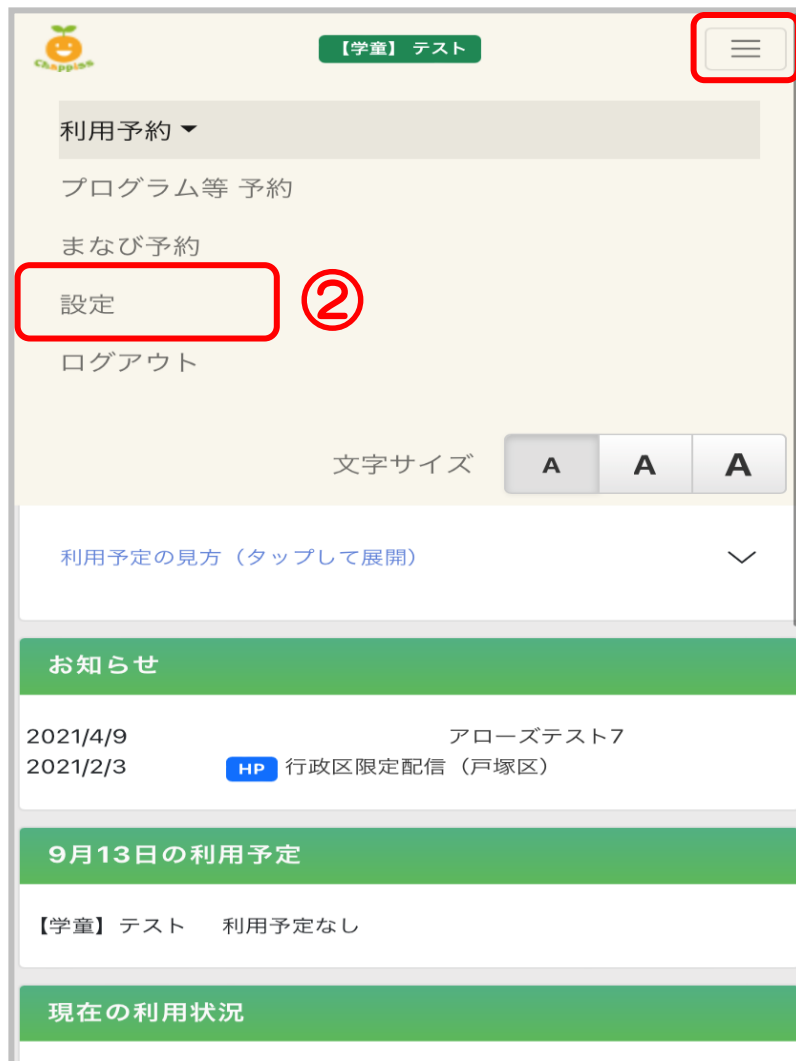 Chappins
【学童】 テスト
利用予約
プログラム等 予約
まなび予約
設定
②
ログアウト
文字サイズ A A A
利用予定の見方（タップして展開）
お知らせ
2021/4/9 アローズテスト7
2021/2/3 HP 行政区限定配信（戸塚区）
9月13日の利用予定
【学童】テスト 利用予定なし
現在の利用状況